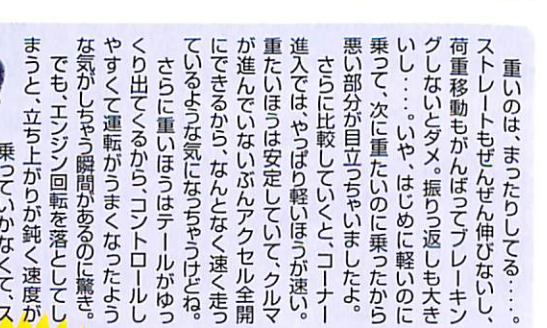 重いのは、まったりしてる‥‥。
ストレートもぜんぜん伸びないし、
荷重移動もがんばってブレーキン
グしないとダメ。振りっ返しも大き
いし‥‥。いや、はじめに軽いのに
乗って、次に重たいのに乗ったから
悪い部分が目立っちゃいましたよ。
　さらに比較していくと、コーナー
進入では、やっぱり軽いほうが速い。
重たいほうは安定していて、クルマ
が進んでいないぶんアクセル全開
にできるから、なんとなく速く走っ
ているような気になっちゃうけどね。
　さらに重いほうはテールがゆっ
くり出てくるから、コントロールし
やすくて運転がうまくなったよう
な気がしちゃう瞬間があるのに驚き。
　でも、エンジン回転を落としてし
まうと、立ち上がりが鈍く速度が
乗っていかなくて、ス